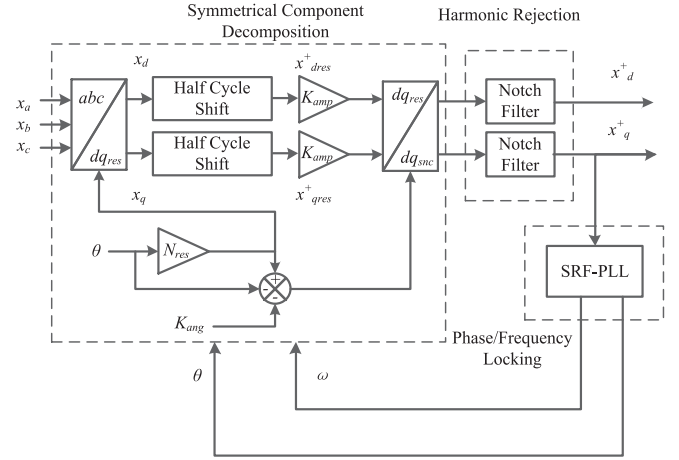 Symmetrical Component
Decomposition
Harmonic Rejection
x_d
x^+_dres
x^+_d
x_a
x_b
x_c
abc
dq_res
Half Cycle
Shift
K_amp
dq_res
dq_snc
Notch
Filter
Half Cycle
Shift
K_amp
Notch
Filter
x^+_q
x_q
x^+_qres
θ
N_res
+
-
-
K_ang
SRF-PLL
Phase/Frequency
Locking
θ
ω